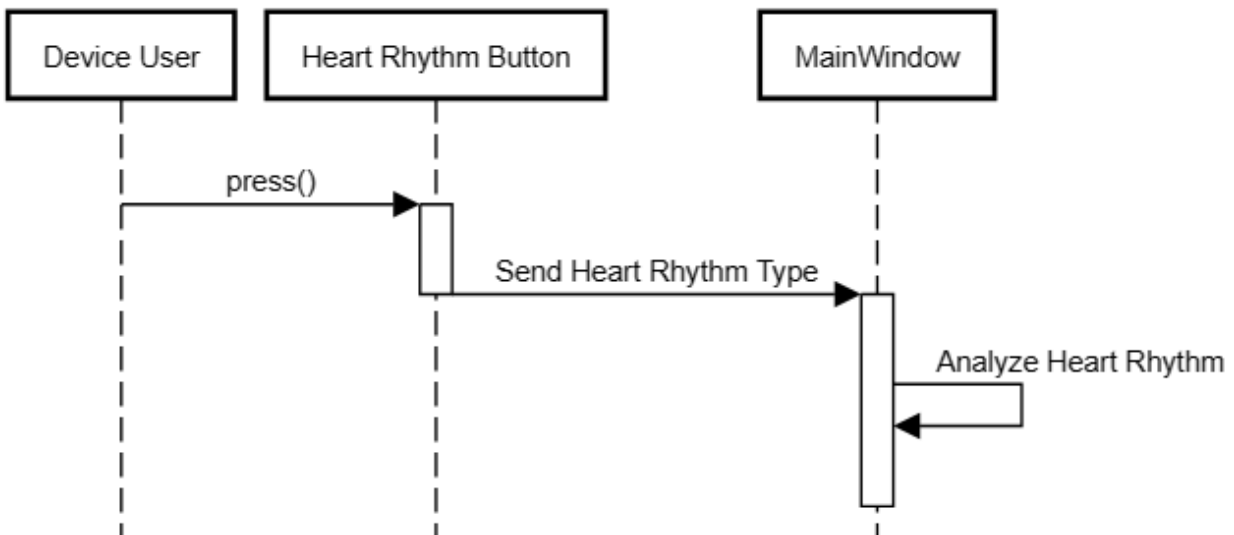 Device User
Heart Rhythm Button
MainWindow
press()
Send Heart Rhythm Type
Analyze Heart Rhythm